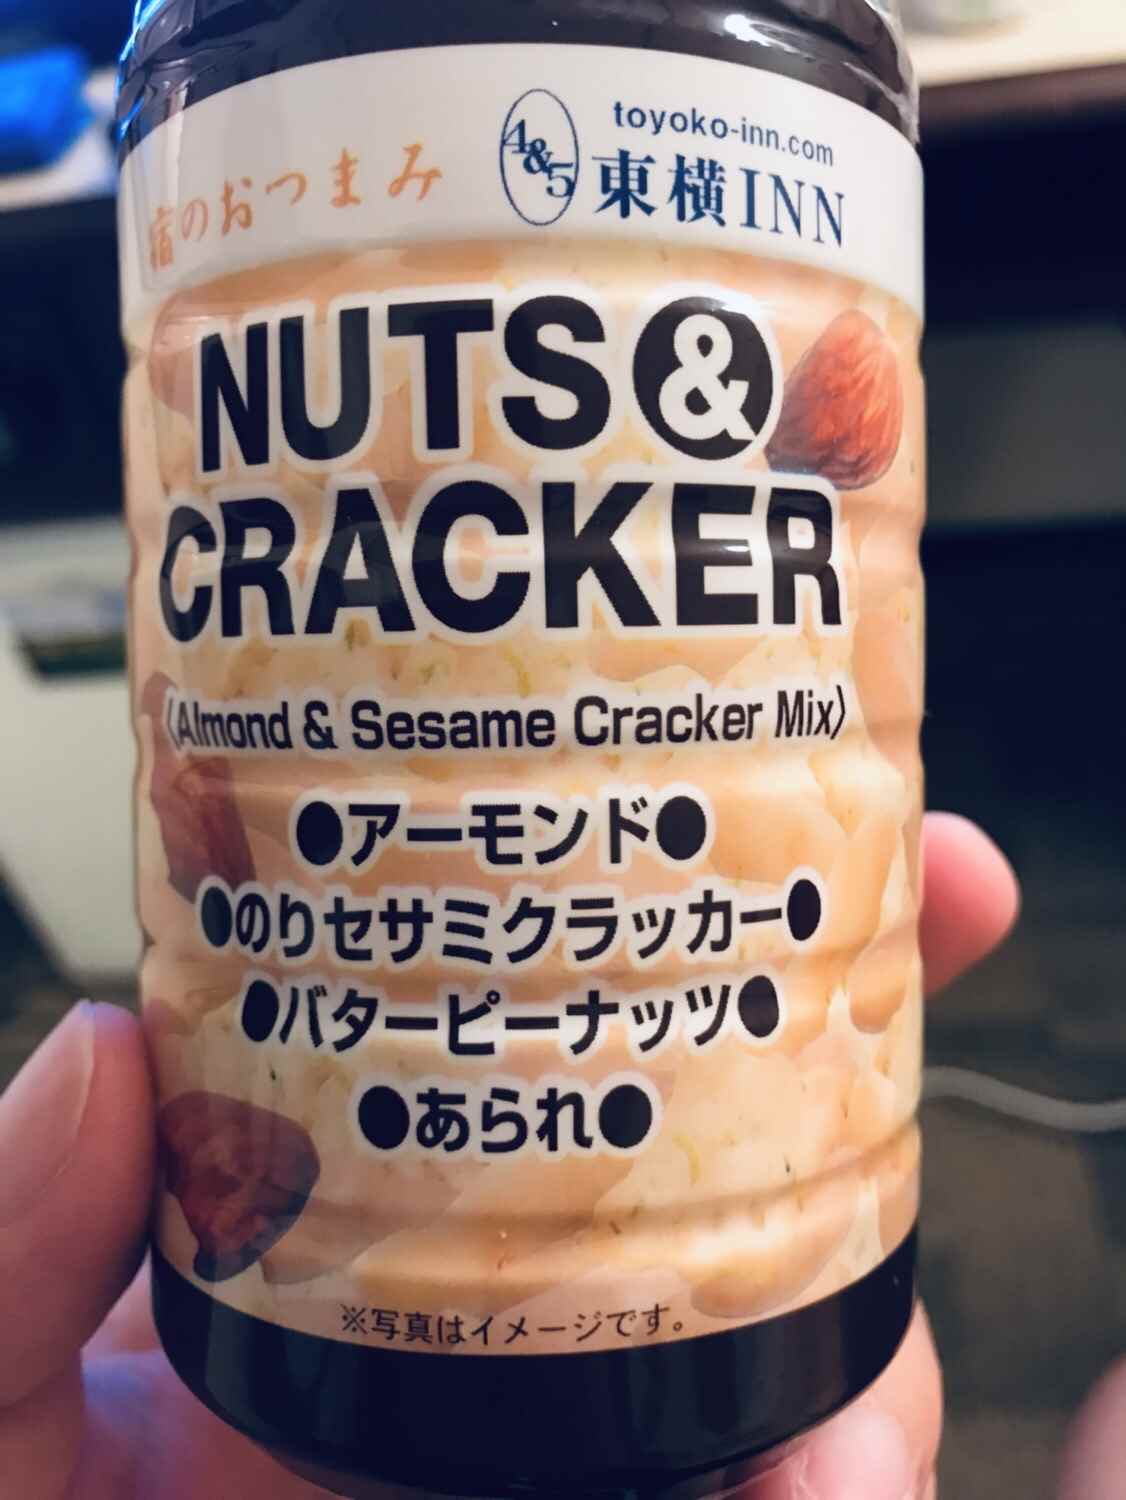 宿のおつまみ
4&5
toyoko-inn.com
東横INN
NUTS &
CRACKER
〈Almond & Sesame Cracker Mix〉
●アーモンド●
●のりセサミクラッカー●
●バターピーナッツ●
●あられ●
※写真はイメージです。